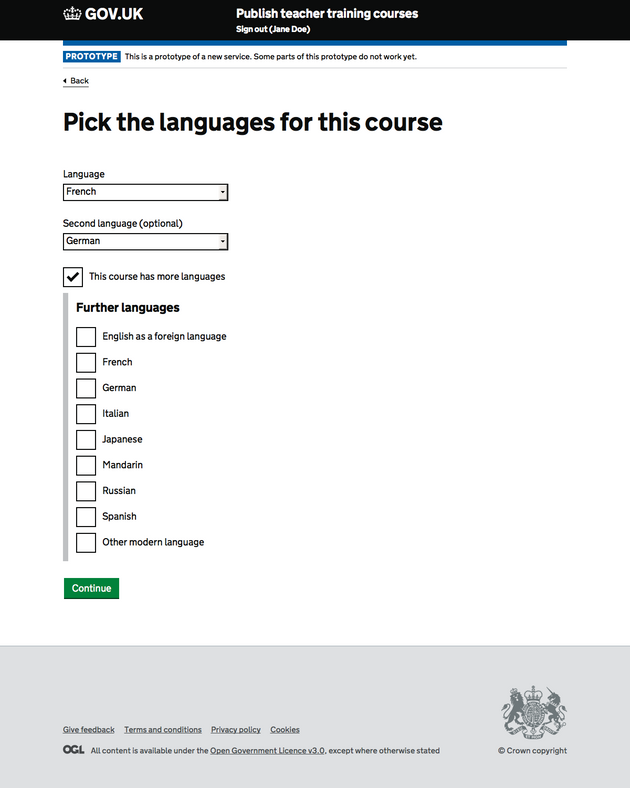 GOV.UK
Publish teacher training courses
Sign out (Jane Doe)
PROTOTYPE This is a prototype of a new service. Some parts of this prototype do not work yet.
Back
Pick the languages for this course
Language
French
Second language (optional)
German
This course has more languages
Further languages
English as a foreign language
French
German
Italian
Japanese
Mandarin
Russian
Spanish
Other modern language
Continue
Give feedback Terms and conditions Privacy policy Cookies
OGL All content is available under the Open Government Licence v3.0, except where otherwise stated
© Crown copyright